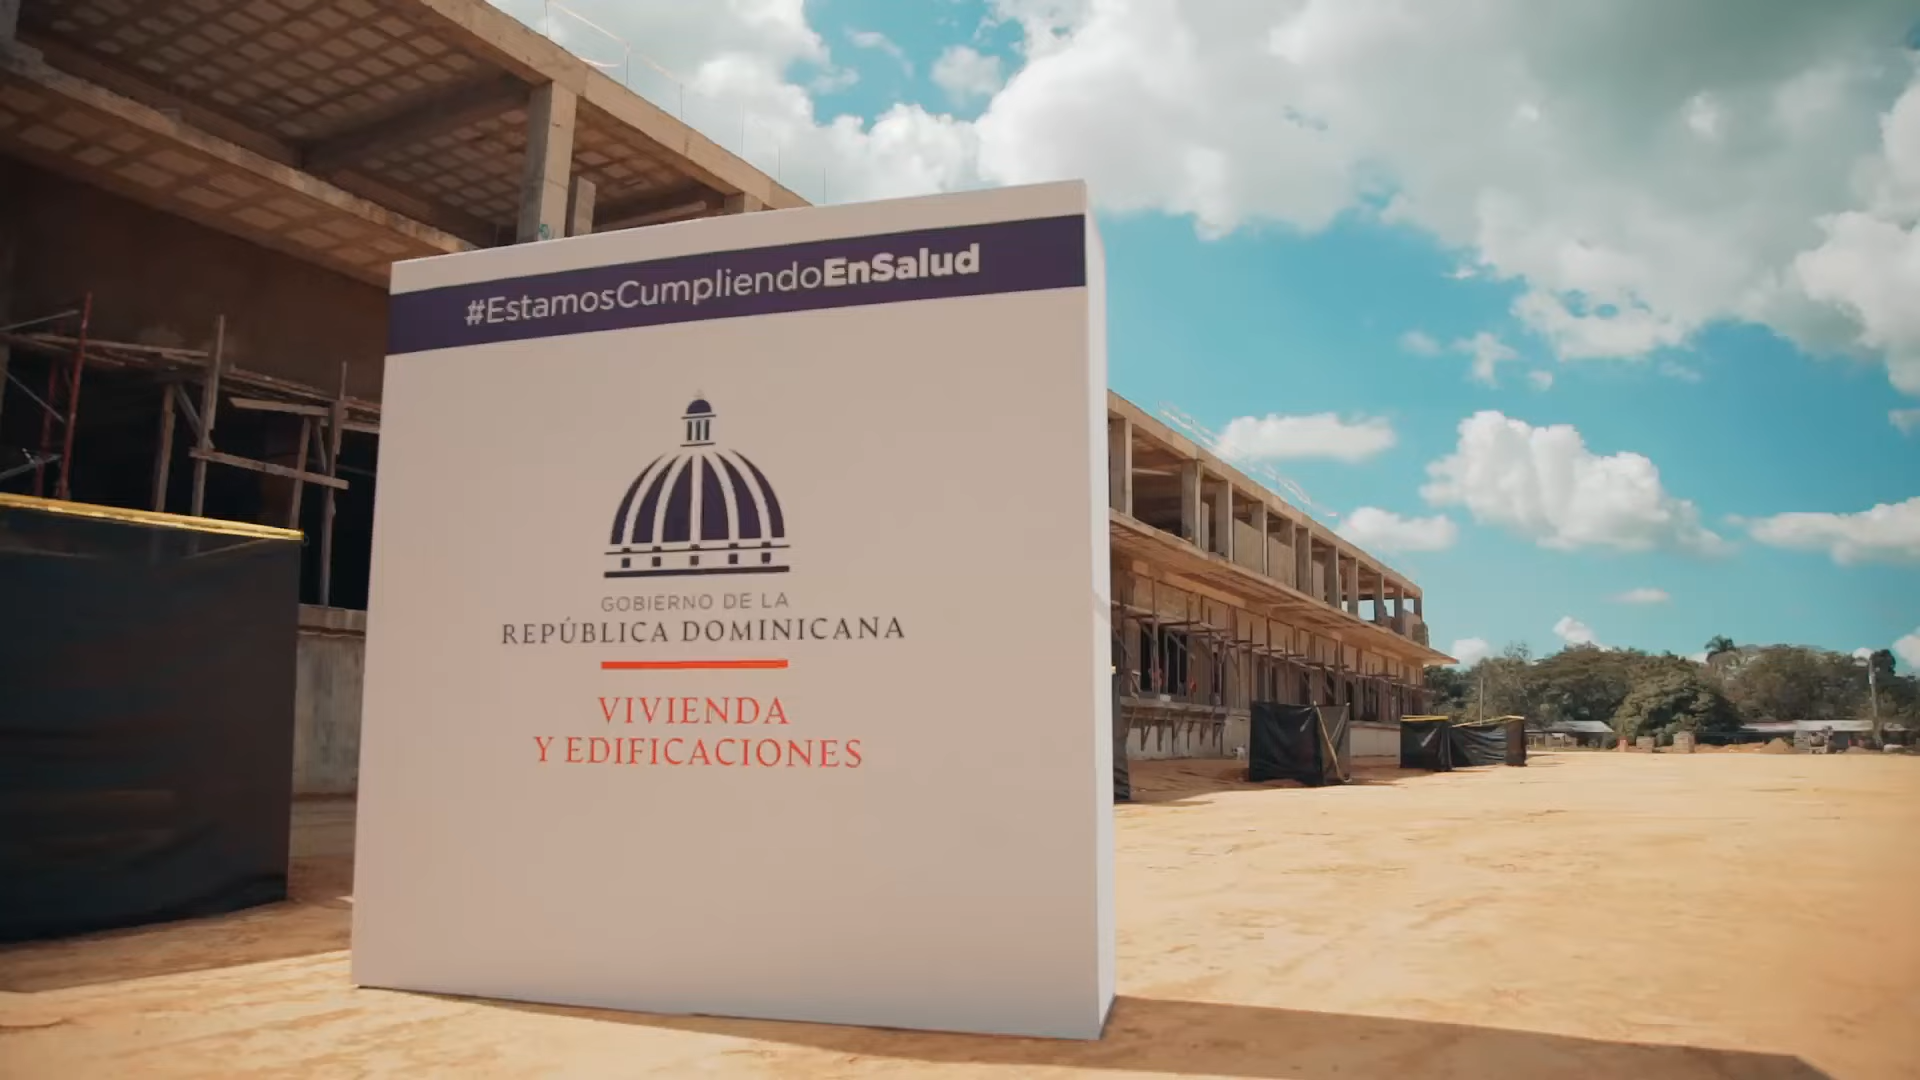 #EstamosCumpliendoEnSalud
GOBIERNO DE LA
REPÚBLICA DOMINICANA
VIVIENDA
Y EDIFICACIONES